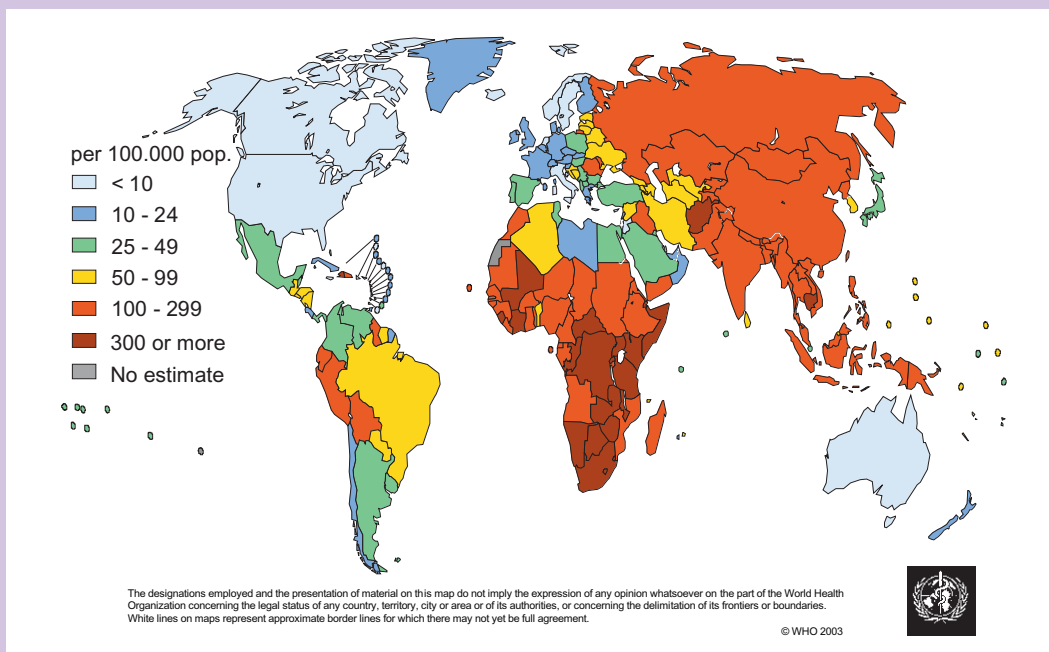 per 100.000 pop.
< 10
10 - 24
25 - 49
50 - 99
100 - 299
300 or more
No estimate
The designations employed and the presentation of material on this map do not imply the expression of any opinion whatsoever on the part of the World Health
Organization concerning the legal status of any country, territory, city or area or of its authorities, or concerning the delimitation of its frontiers or boundaries.
White lines on maps represent approximate border lines for which there may not yet be full agreement.
© WHO 2003